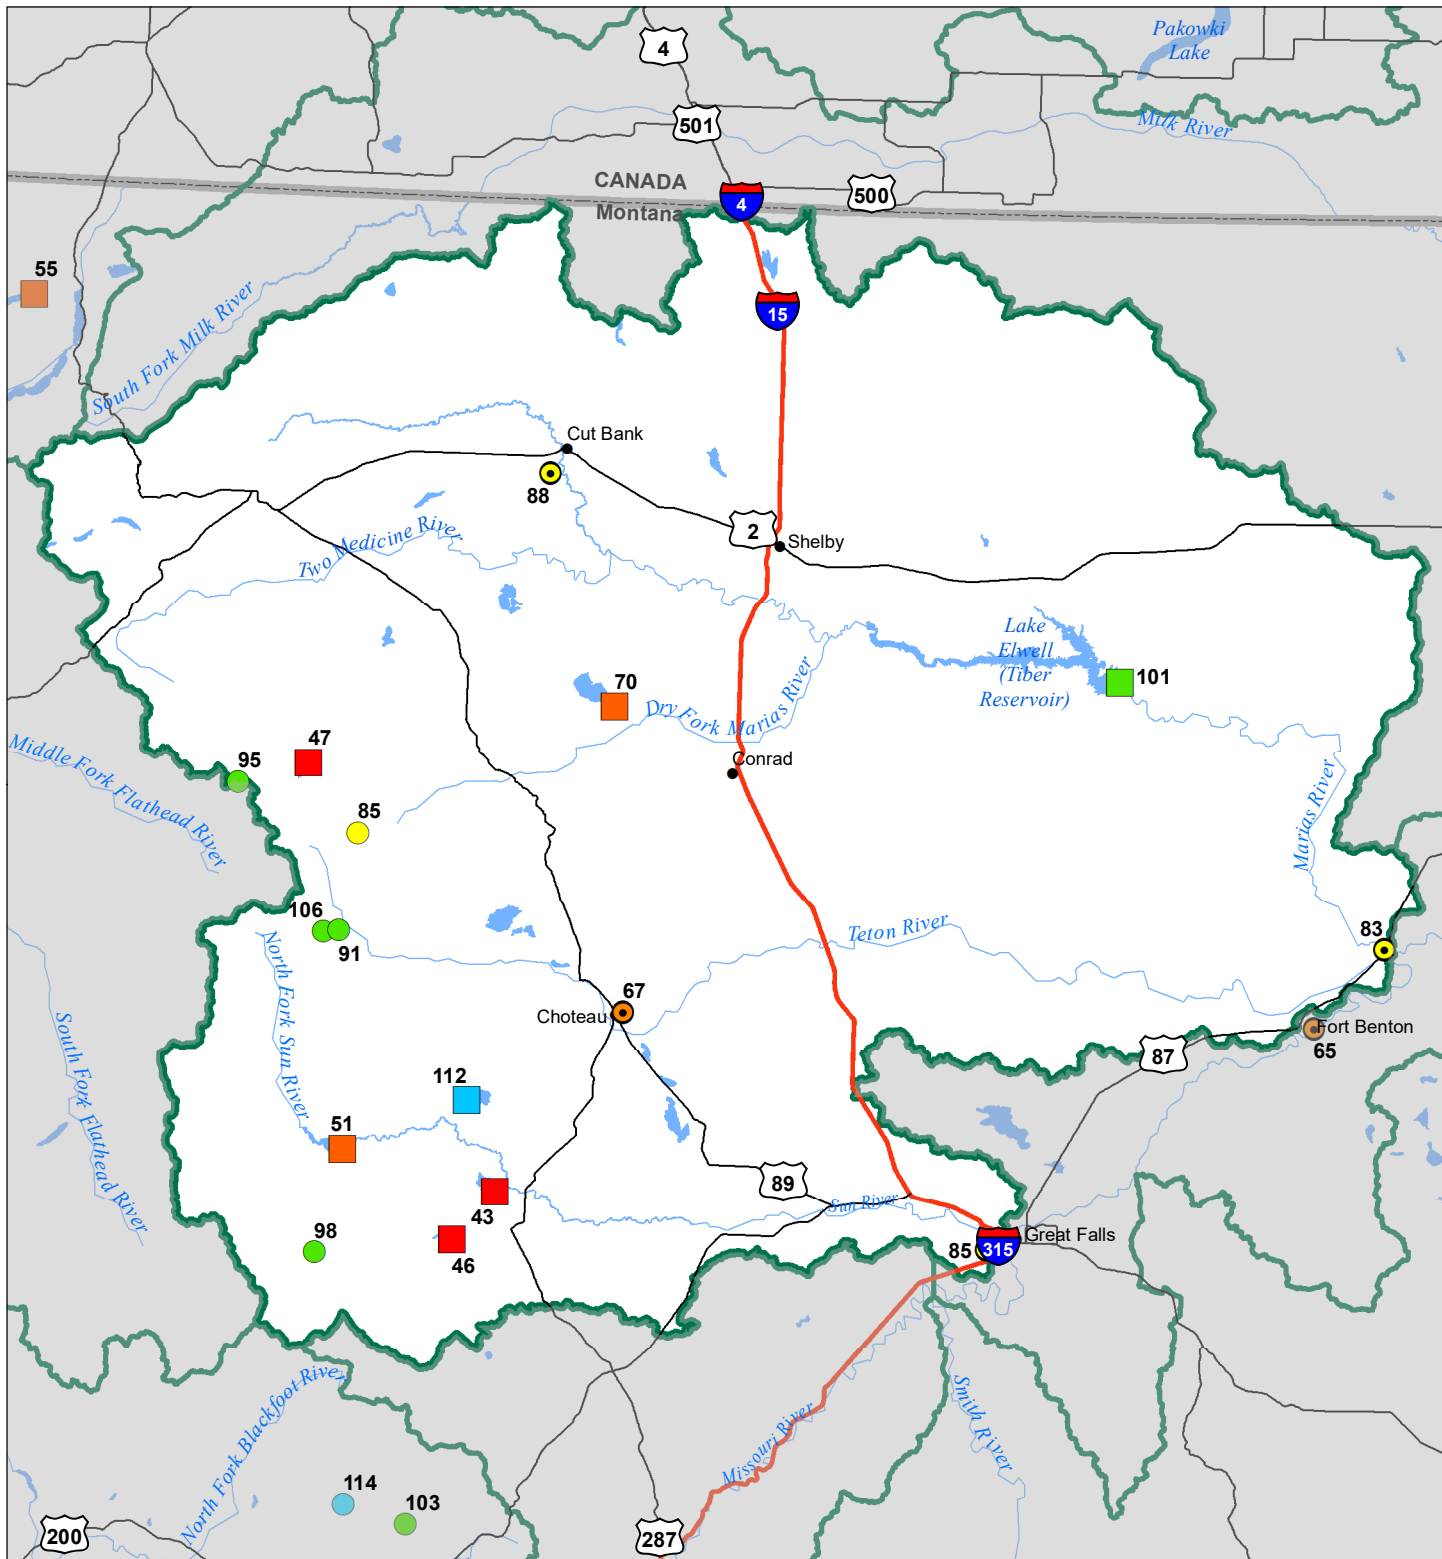 Pakowki
Lake
4
501
Milk River
CANADA
Montana
4
500
55
15
South Fork Milk River
Cut Bank
88
2
Shelby
Two Medicine River
Lake
Elwell
(Tiber
Reservoir)
101
70
Dry Fork Marias River
47
Middle Fork Flathead River
95
Conrad
85
Marias River
106
91
Teton River
83
North Fork Sun River
67
Choteau
Fort Benton
65
87
South Fork Flathead River
112
51
89
43
Sun River
98
46
85
315
Great Falls
North Fork Blackfoot River
Missouri River
Smith River
114
103
200
287